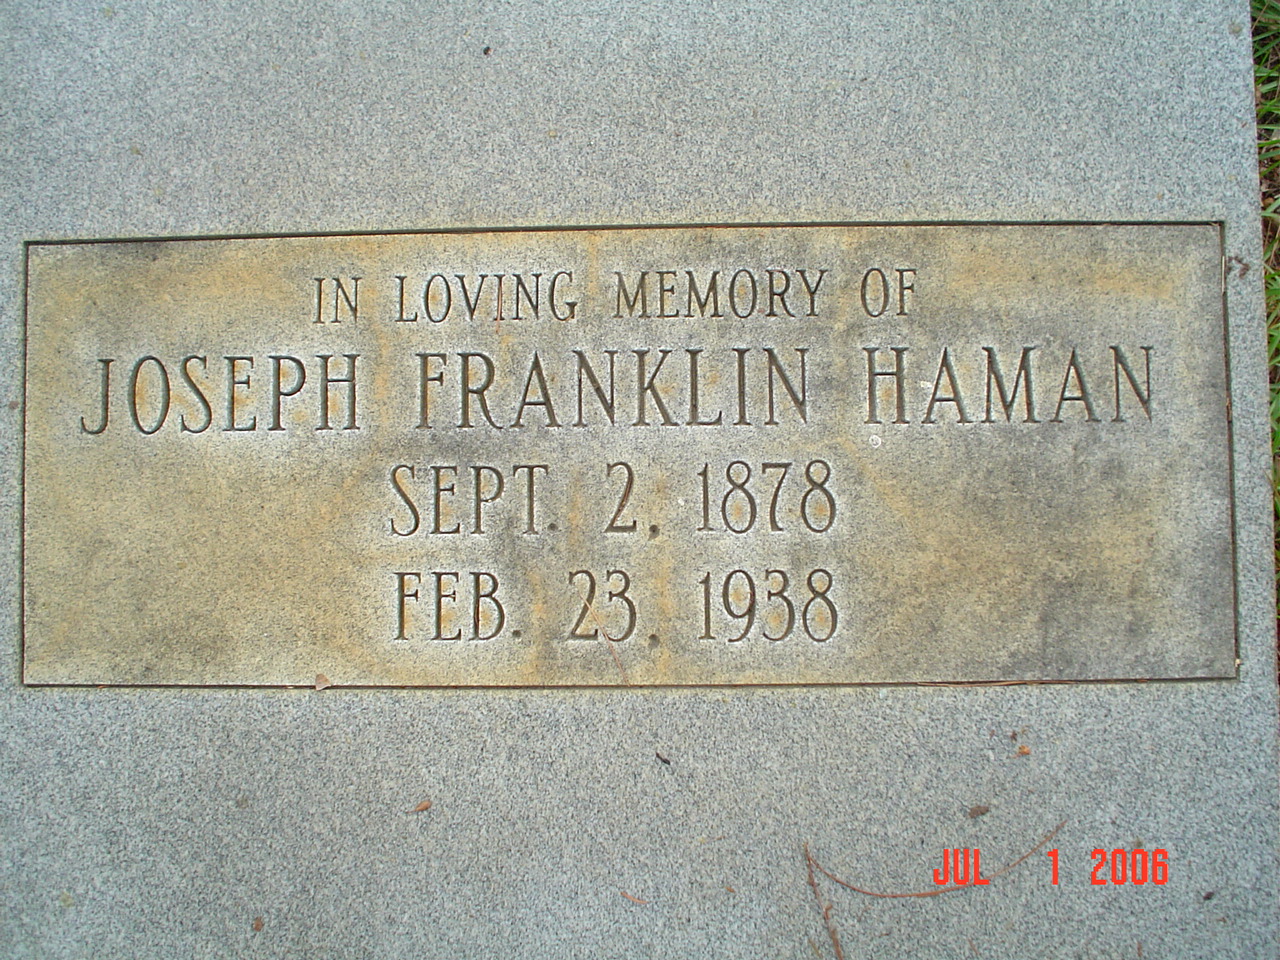 IN LOVING MEMORY OF
JOSEPH FRANKLIN HAMAN
SEPT. 2. 1878
FEB. 23. 1938
JUL 1 2006